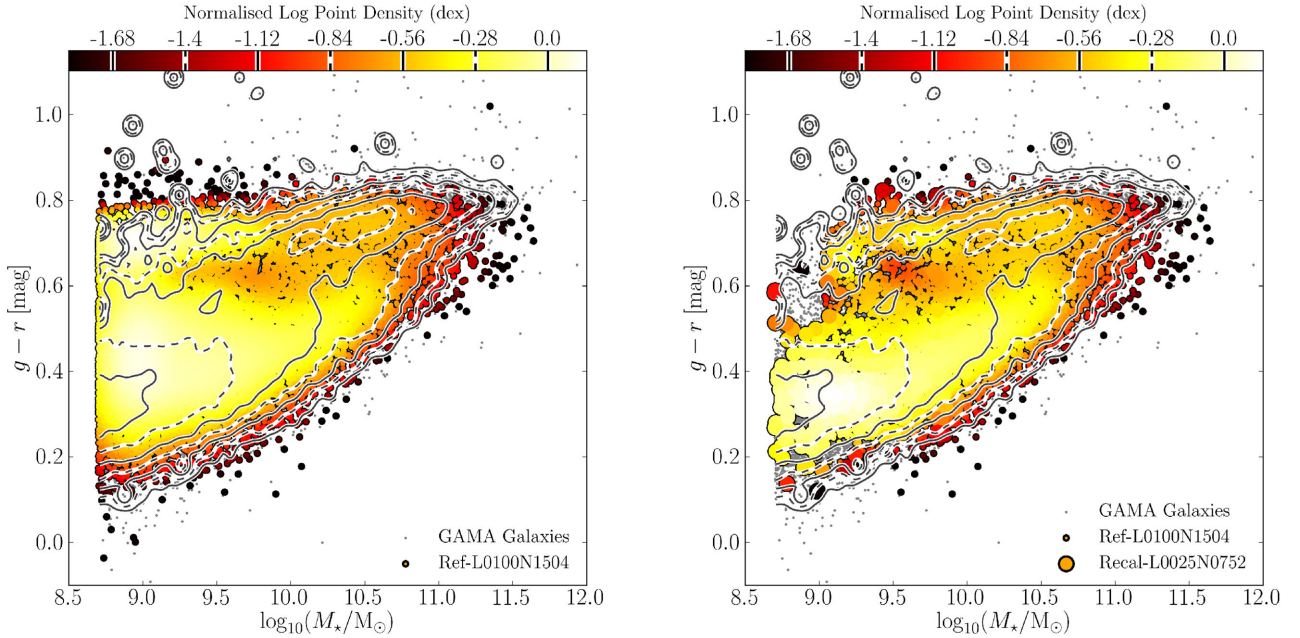 Normalised Log Point Density (dex)
-1.68 -1.4 -1.12 -0.84 -0.56 -0.28 0.0
1.0
0.8
0.6
0.4
0.2
0.0
g − r [mag]
8.5 9.0 9.5 10.0 10.5 11.0 11.5 12.0
log₁₀(M⋆/M⊙)
GAMA Galaxies
Ref-L0100N1504
Normalised Log Point Density (dex)
-1.68 -1.4 -1.12 -0.84 -0.56 -0.28 0.0
1.0
0.8
0.6
0.4
0.2
0.0
g − r [mag]
8.5 9.0 9.5 10.0 10.5 11.0 11.5 12.0
log₁₀(M⋆/M⊙)
GAMA Galaxies
Ref-L0100N1504
Recal-L0025N0752